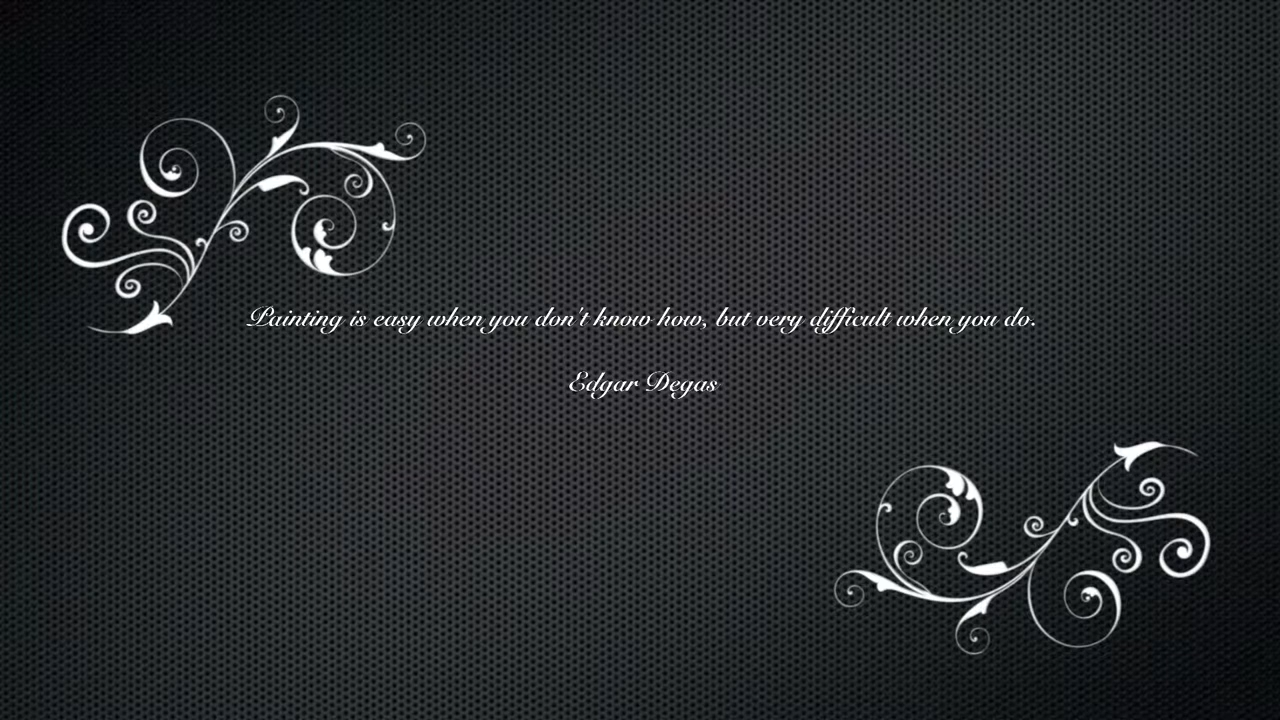 Painting is easy when you don't know how, but very difficult when you do.
Edgar Degas